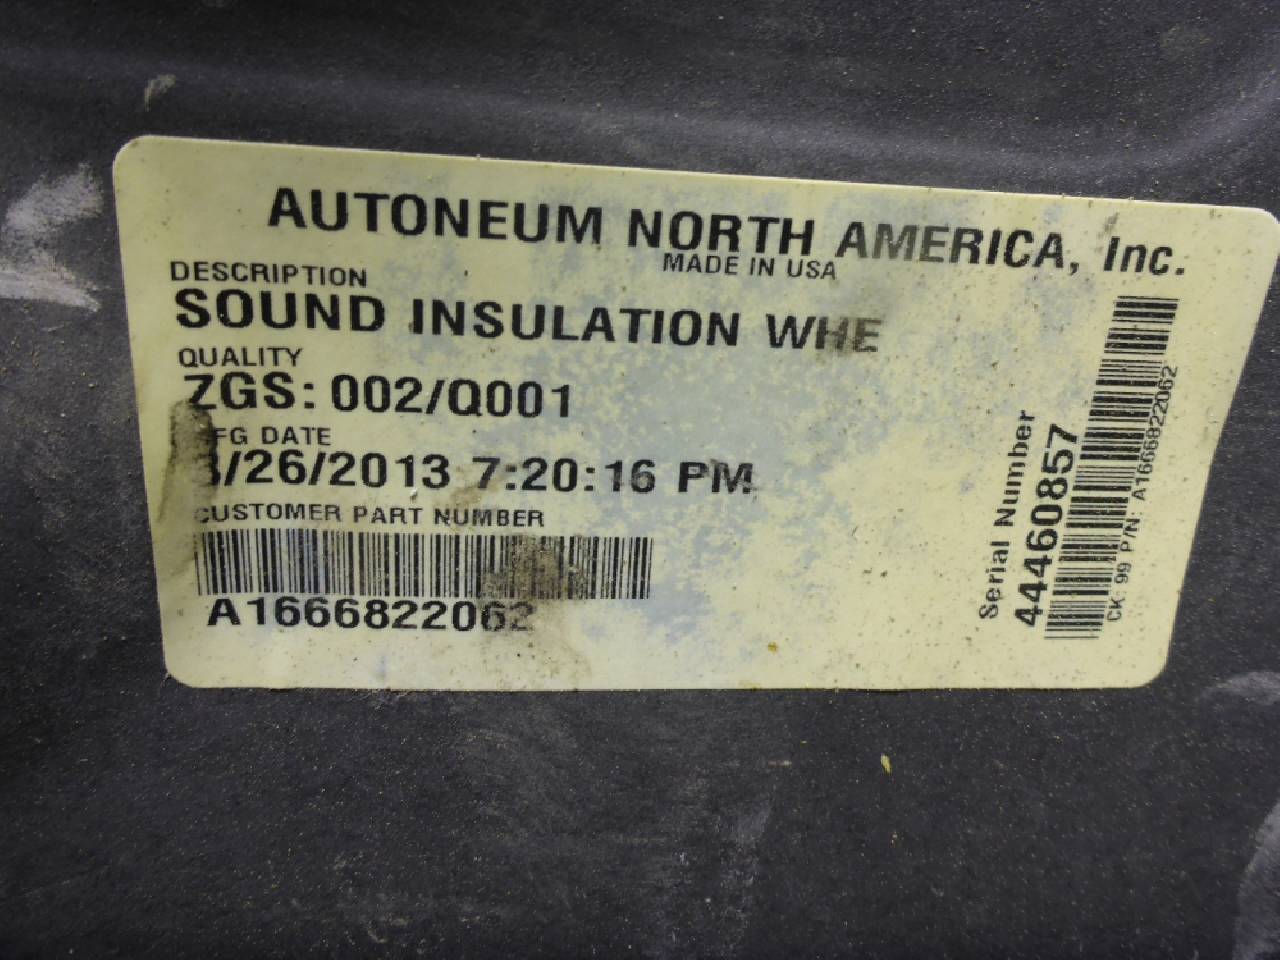 AUTONEUM NORTH AMERICA, Inc.
MADE IN USA
DESCRIPTION
SOUND INSULATION WHE
QUALITY
ZGS: 002/Q001
MFG DATE
/26/2013 7:20:16 PM
CUSTOMER PART NUMBER
A1666822062
Serial Number
44460857
CK 99 P/N: A1666822062